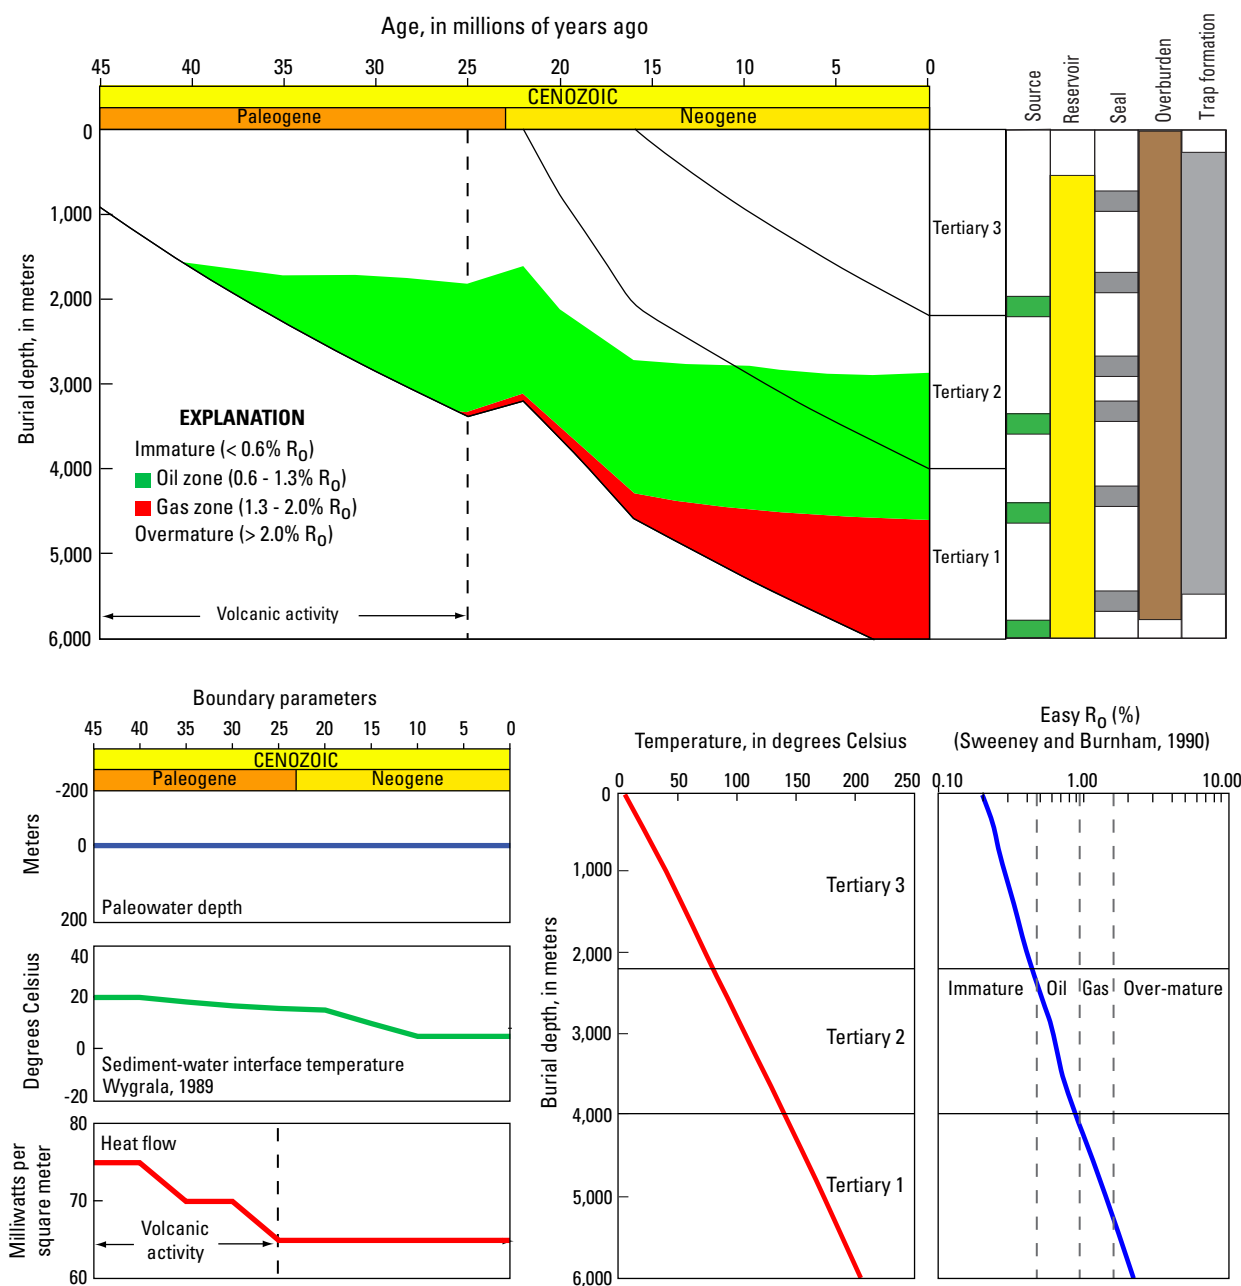 Age, in millions of years ago
45 40 35 30 25 20 15 10 5 0
CENOZOIC
Paleogene Neogene
Source
Reservoir
Seal
Overburden
Trap formation
Burial depth, in meters
0
1,000
2,000
3,000
4,000
5,000
6,000
EXPLANATION
Immature (< 0.6% Ro)
Oil zone (0.6 - 1.3% Ro)
Gas zone (1.3 - 2.0% Ro)
Overmature (> 2.0% Ro)
Volcanic activity
Tertiary 3
Tertiary 2
Tertiary 1
Boundary parameters
45 40 35 30 25 20 15 10 5 0
CENOZOIC
Paleogene Neogene
Meters
-200
0
200
Paleowater depth
Degrees Celsius
40
20
0
-20
Sediment-water interface temperature
Wygrala, 1989
Milliwatts per
square meter
80
70
60
Heat flow
Volcanic
activity
Temperature, in degrees Celsius
0 50 100 150 200 250
Burial depth, in meters
0
1,000
2,000
3,000
4,000
5,000
6,000
Tertiary 3
Tertiary 2
Tertiary 1
Easy Ro (%)
(Sweeney and Burnham, 1990)
0.10 1.00 10.00
Immature Oil Gas Over-mature